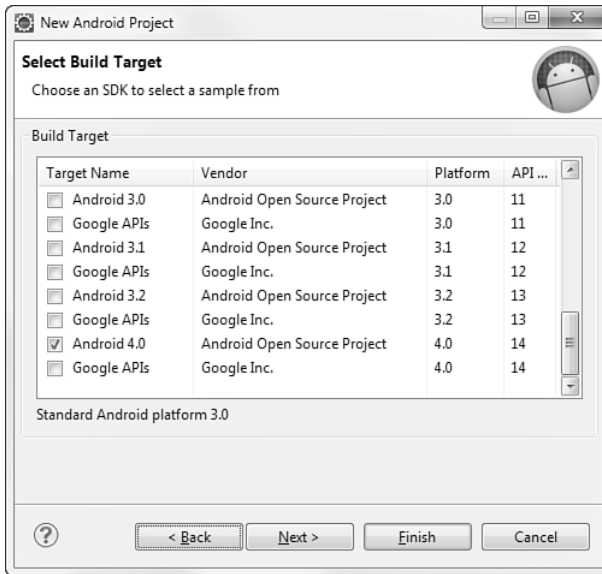 New Android Project
Select Build Target
Choose an SDK to select a sample from
Build Target
Target Name Vendor Platform API ...
Android 3.0 Android Open Source Project 3.0 11
Google APIs Google Inc. 3.0 11
Android 3.1 Android Open Source Project 3.1 12
Google APIs Google Inc. 3.1 12
Android 3.2 Android Open Source Project 3.2 13
Google APIs Google Inc. 3.2 13
Android 4.0 Android Open Source Project 4.0 14
Google APIs Google Inc. 4.0 14
Standard Android platform 3.0
? < Back Next > Finish Cancel